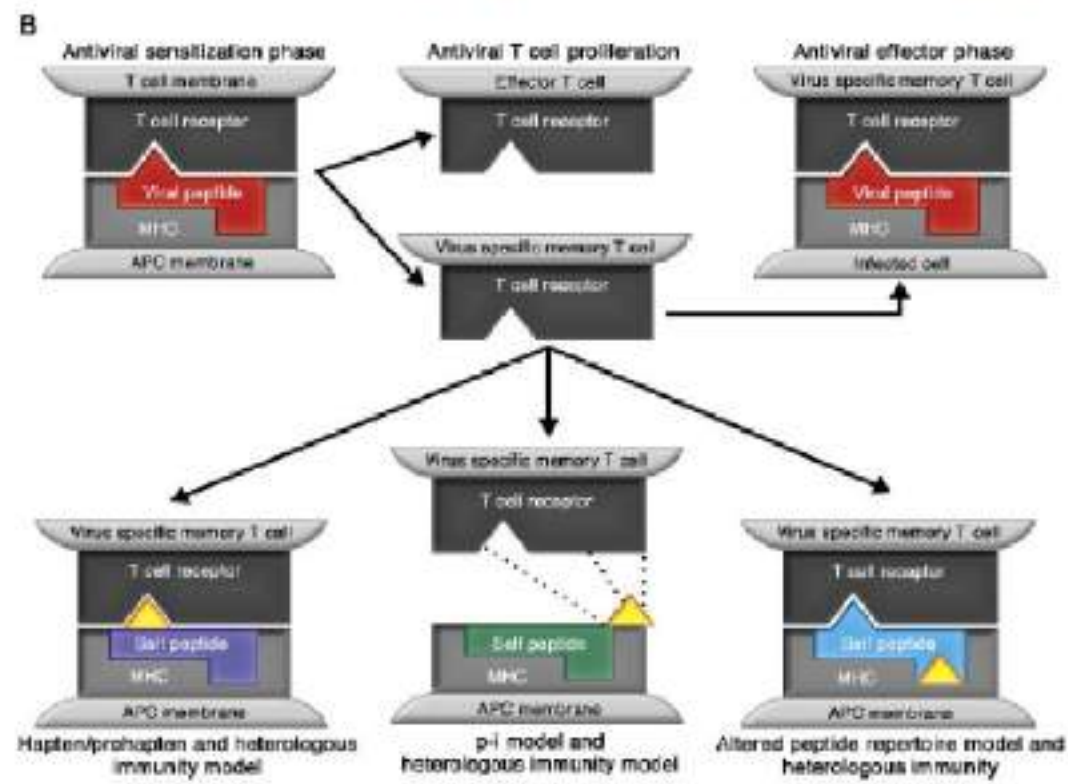 B
Antiviral sensitization phase
T cell membrane
T cell receptor
Viral peptide
MHC
APC membrane
Antiviral T cell proliferation
Effector T cell
T cell receptor
Virus specific memory T cell
T cell receptor
Antiviral effector phase
Virus specific memory T cell
T cell receptor
Viral peptide
MHC
Infected cell
Virus specific memory T cell
T cell receptor
Self peptide
MHC
APC membrane
Hapten/prohapten and heterologous
immunity model
Virus specific memory T cell
T cell receptor
Self peptide
MHC
APC membrane
p-i model and
heterologous immunity model
Virus specific memory T cell
T cell receptor
Self peptide
MHC
APC membrane
Altered peptide repertoire model and
heterologous immunity